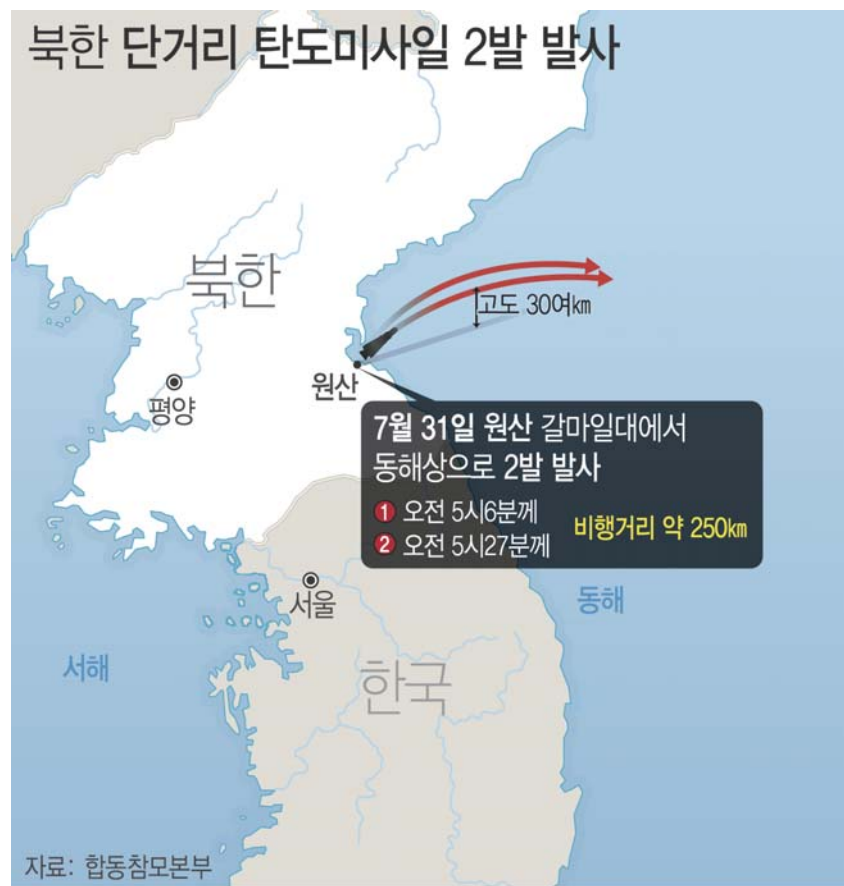 북한 단거리 탄도미사일 2발 발사
북한
고도 30여㎞
원산
평양
7월 31일 원산 갈마일대에서
동해상으로 2발 발사
1 오전 5시6분께
2 오전 5시27분께
비행거리 약 250㎞
서울
동해
서해
한국
자료: 합동참모본부